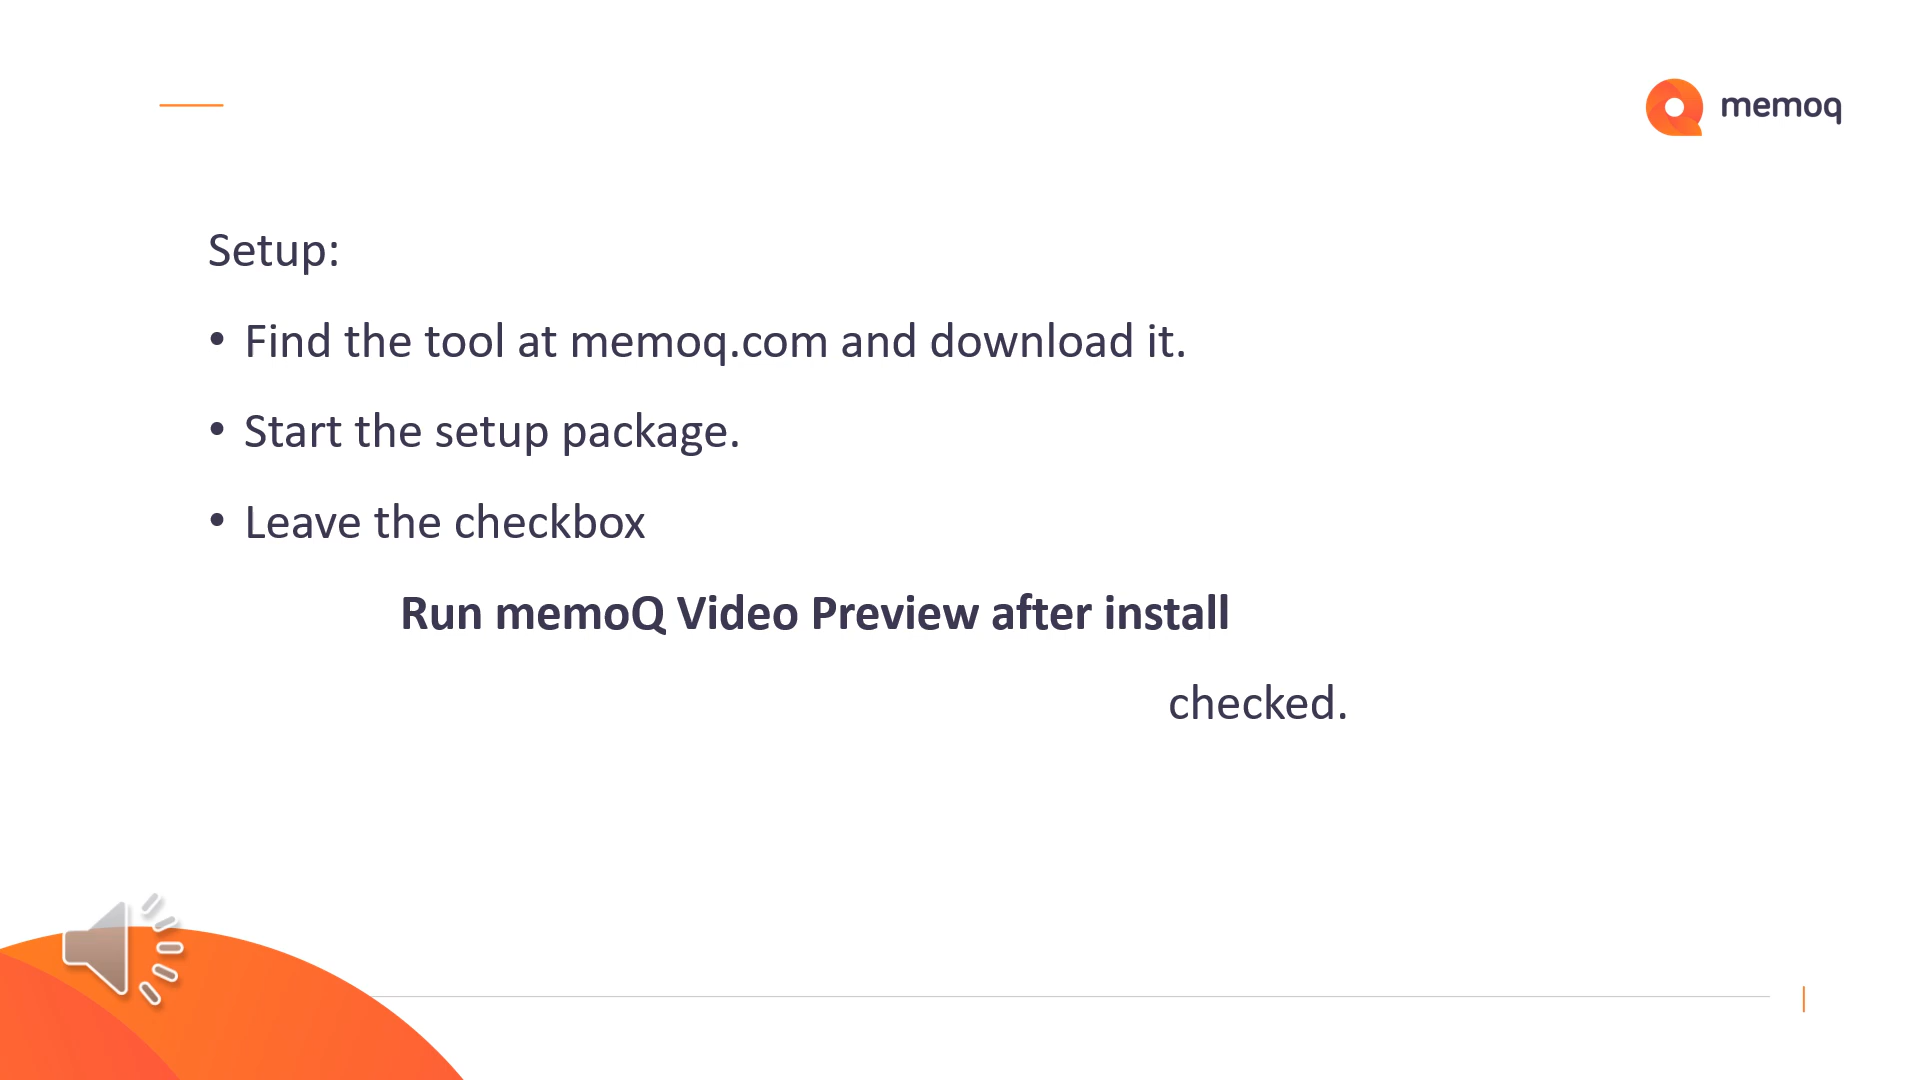 memoq
Setup:
• Find the tool at memoq.com and download it.
• Start the setup package.
• Leave the checkbox
Run memoQ Video Preview after install
checked.